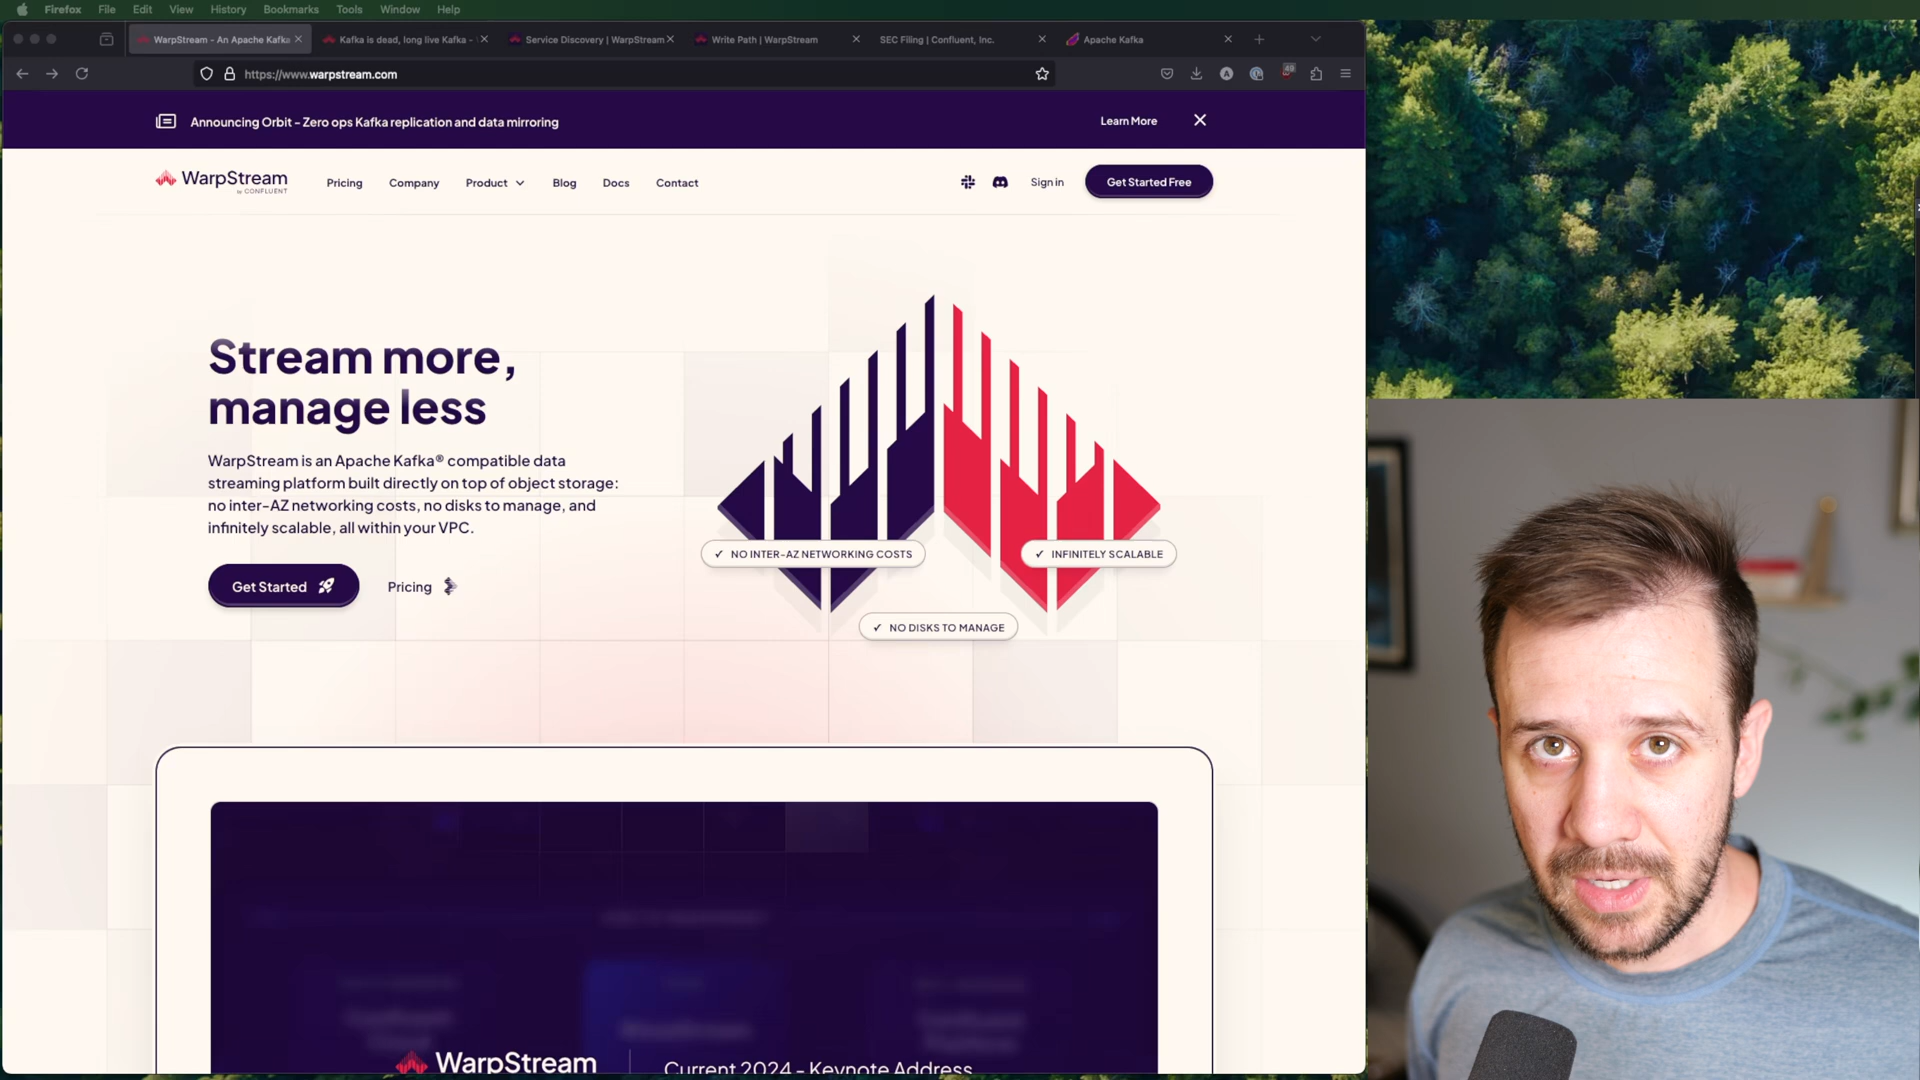 Firefox File Edit View History Bookmarks Tools Window Help
WarpStream - An Apache Kafka
Kafka is dead, long live Kafka -
Service Discovery | WarpStream
Write Path | WarpStream
SEC Filing | Confluent, Inc.
Apache Kafka
https://www.warpstream.com
49
Announcing Orbit - Zero ops Kafka replication and data mirroring
Learn More
WarpStream
by CONFLUENT
Pricing Company Product Blog Docs Contact
Sign in
Get Started Free
Stream more,
manage less
WarpStream is an Apache Kafka® compatible data
streaming platform built directly on top of object storage:
no inter-AZ networking costs, no disks to manage, and
infinitely scalable, all within your VPC.
Get Started
Pricing
✓ NO INTER-AZ NETWORKING COSTS
✓ INFINITELY SCALABLE
✓ NO DISKS TO MANAGE
WarpStream
Current 2024 - Keynote Address